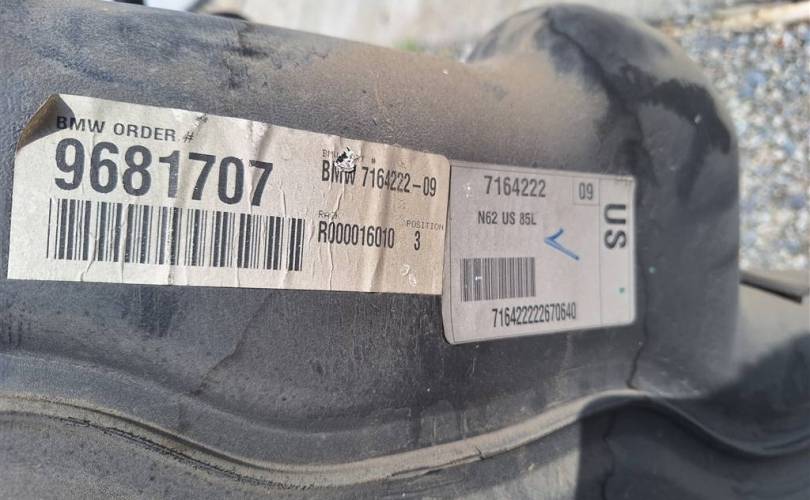 BMW ORDER #
9681707
BMW 7164222-09
R000016010
POSITION
3
7164222
09
N62 US 85L
US
716422222670640